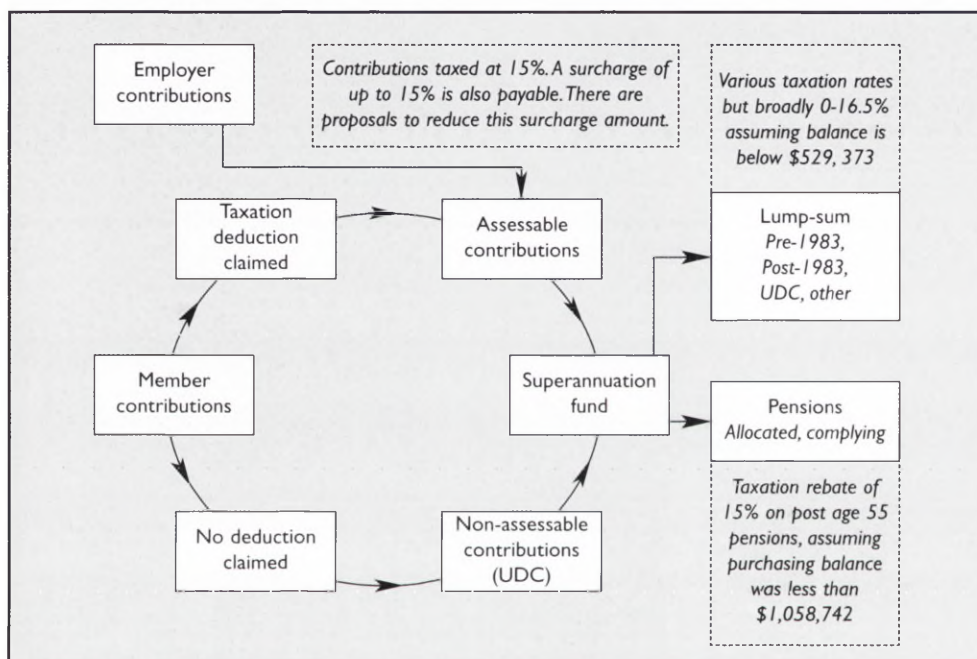 Employer
contributions
Contributions taxed at 15%. A surcharge of
up to 15% is also payable. There are
proposals to reduce this surcharge amount.
Various taxation rates
but broadly 0-16.5%
assuming balance is
below $529, 373
Taxation
deduction
claimed
Assessable
contributions
Lump-sum
Pre-1983,
Post-1983,
UDC, other
Member
contributions
Superannuation
fund
Pensions
Allocated, complying
No deduction
claimed
Non-assessable
contributions
(UDC)
Taxation rebate of
15% on post age 55
pensions, assuming
purchasing balance
was less than
$1,058,742